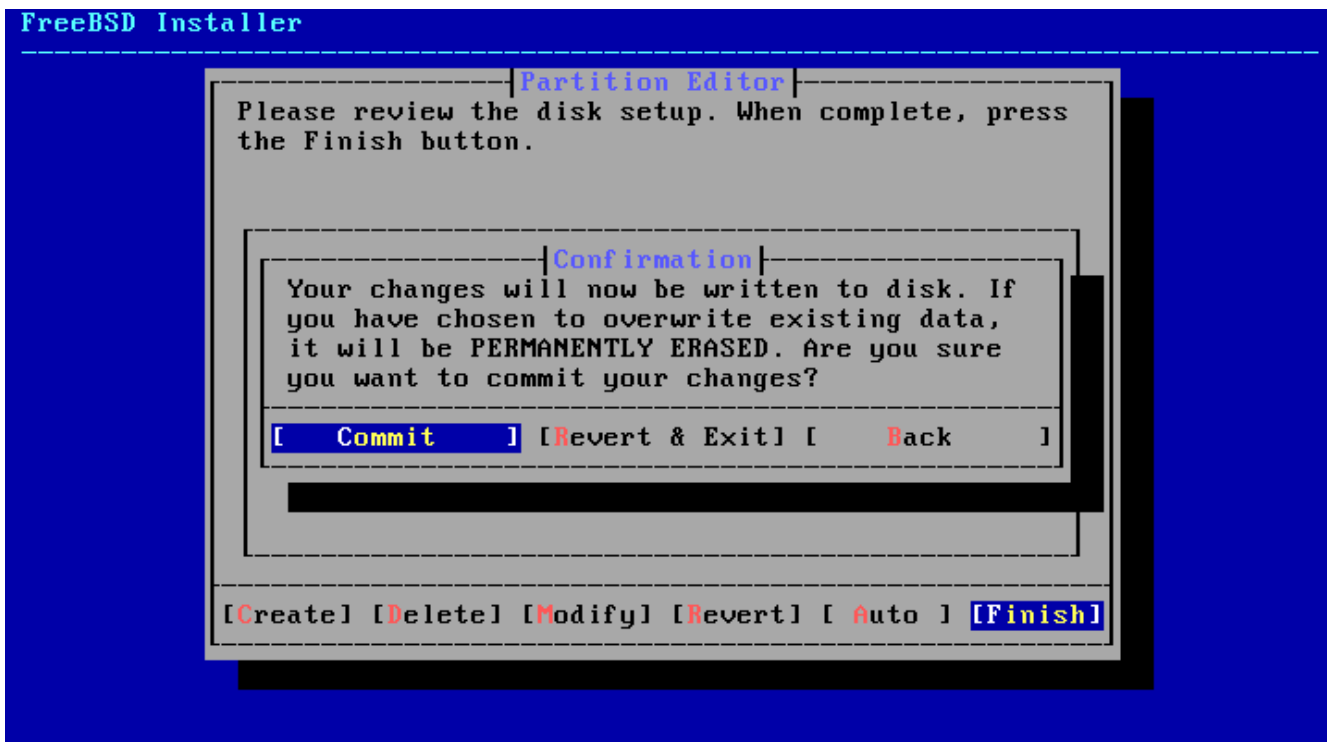 FreeBSD Installer
Partition Editor
Please review the disk setup. When complete, press
the Finish button.
Confirmation
Your changes will now be written to disk. If
you have chosen to overwrite existing data,
it will be PERMANENTLY ERASED. Are you sure
you want to commit your changes?
[ Commit ] [Revert & Exit] [ Back ]
[Create] [Delete] [Modify] [Revert] [ Auto ] [Finish]